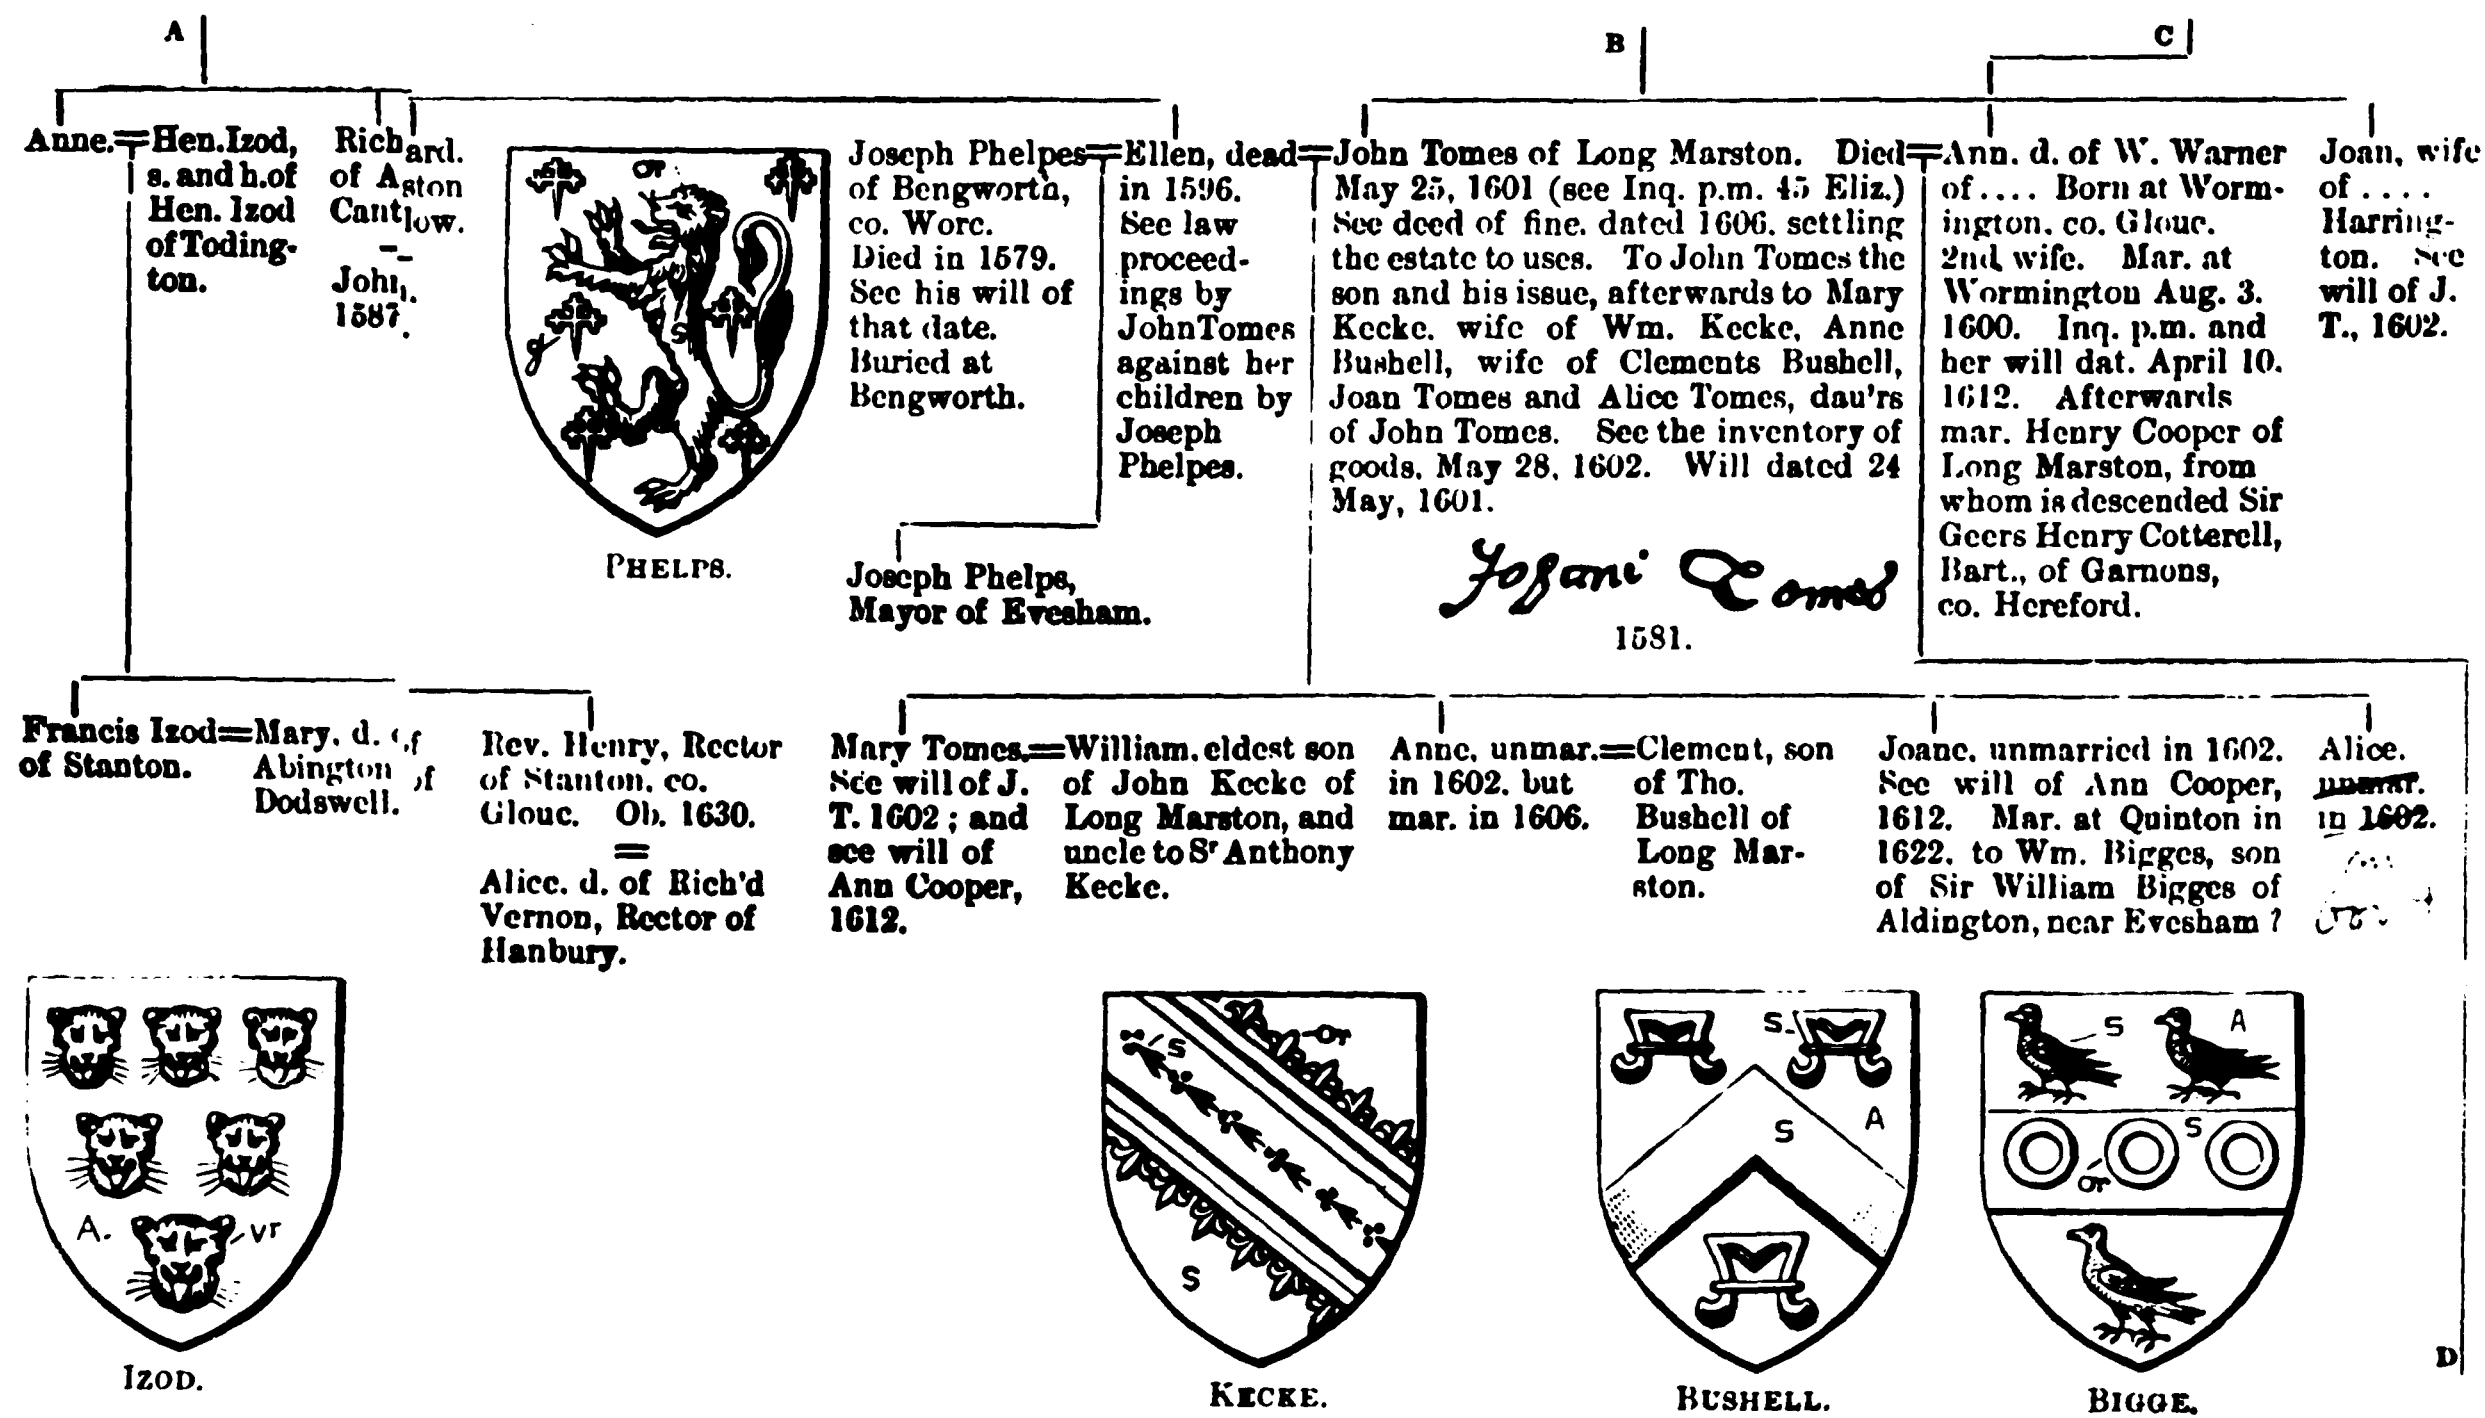 A
B
C
Anne.=Hen. Izod,
s. and h. of
Hen. Izod
of Toding-
ton.
Richard.
of Aston
Cantlow.
John.
1587.
or
S
g
PHELPS.
Joseph Phelpes=
of Bengworth,
co. Worc.
Died in 1579.
See his will of
that date.
Buried at
Bengworth.
Ellen, dead=
in 1596.
See law
proceed-
ings by
John Tomes
against her
children by
Joseph
Phelpes.
John Tomes of Long Marston. Died=
May 25, 1601 (see Inq. p.m. 45 Eliz.)
See deed of fine, dated 1606, settling
the estate to uses. To John Tomes the
son and his issue, afterwards to Mary
Kecke, wife of Wm. Kecke, Anne
Bushell, wife of Clements Bushell,
Joan Tomes and Alice Tomes, dau'rs
of John Tomes. See the inventory of
goods, May 28, 1602. Will dated 24
May, 1601.
Johani Tomes
1581.
Ann. d. of W. Warner
of.... Born at Worm-
ington, co. Glouc.
2nd wife. Mar. at
Wormington Aug. 3.
1600. Inq. p.m. and
her will dat. April 10.
1612. Afterwards
mar. Henry Cooper of
Long Marston, from
whom is descended Sir
Geers Henry Cotterell,
Bart., of Garnons,
co. Hereford.
Joan, wife
of ....
Harring-
ton. See
will of J.
T., 1602.
Joseph Phelps,
Mayor of Evesham.
Francis Izod=
of Stanton.
Mary, d. of
Abington of
Dodswell.
Rev. Henry, Rector
of Stanton, co.
Glouc. Ob. 1630.
=
Alice, d. of Rich'd
Vernon, Rector of
Hanbury.
Mary Tomes.=
See will of J.
T. 1602; and
see will of
Ann Cooper,
1612.
William, eldest son
of John Kecke of
Long Marston, and
uncle to Sr Anthony
Kecke.
Anne, unmar.=
in 1602, but
mar. in 1606.
Clement, son
of Tho.
Bushell of
Long Mar-
ston.
Joane, unmarried in 1602.
See will of Ann Cooper,
1612. Mar. at Quinton in
1622, to Wm. Bigges, son
of Sir William Bigges of
Aldington, near Evesham ?
Alice.
unmar.
in 1602.
A.
vr
IZOD.
S
or
S
KECKE.
S.
S
A
BUSHELL.
S
A
S
or
BIGGE.
D